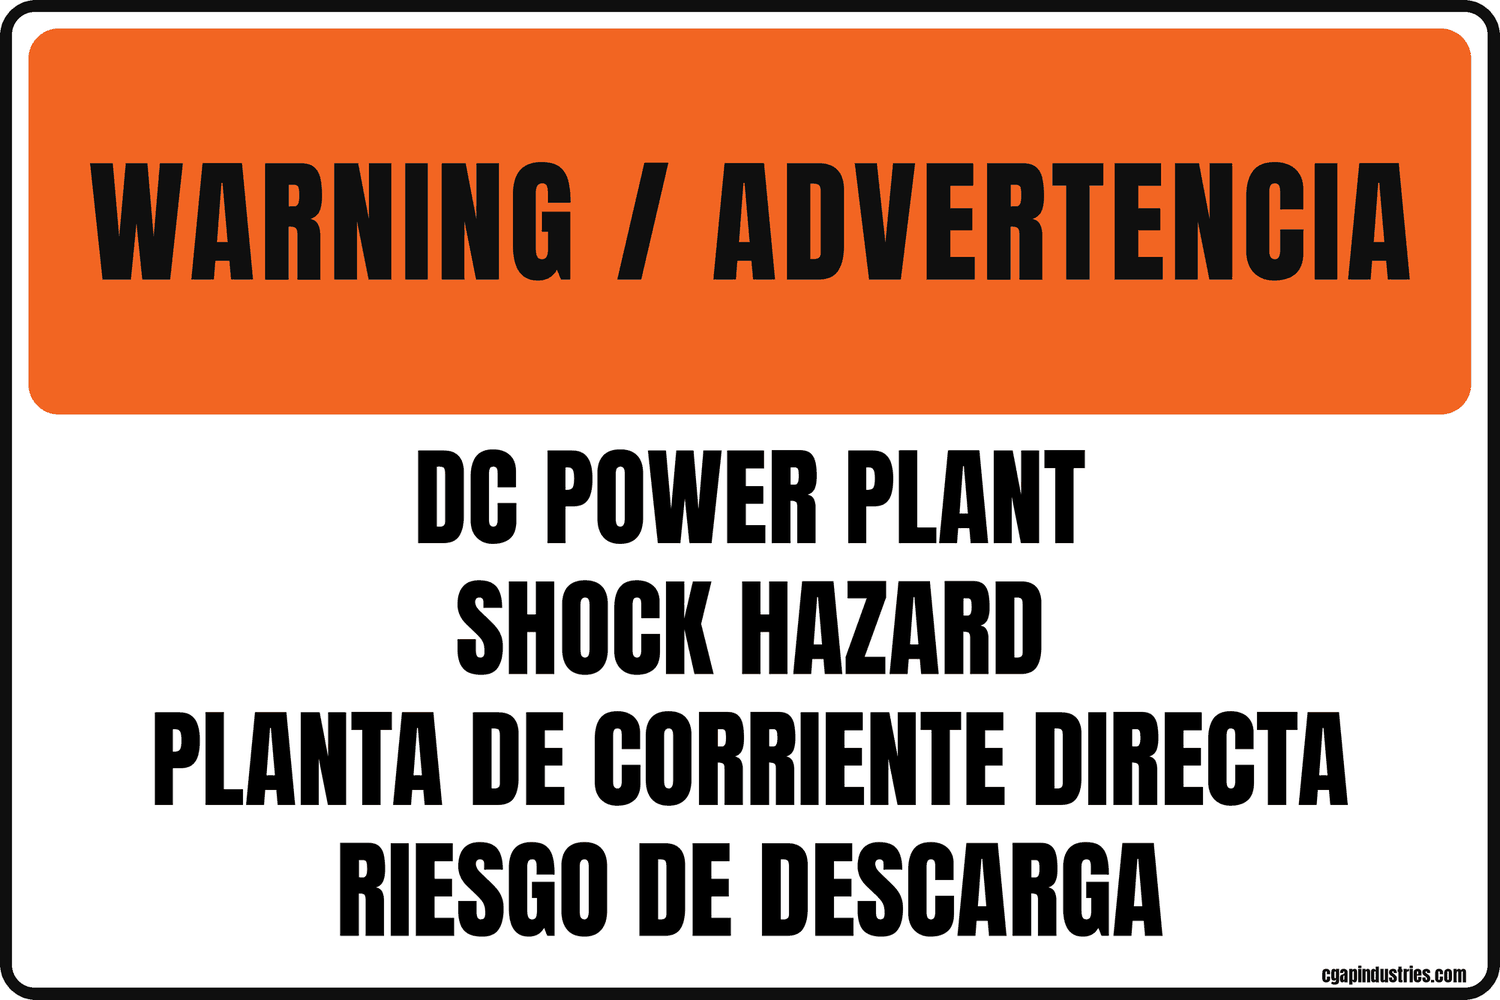 WARNING / ADVERTENCIA
DC POWER PLANT
SHOCK HAZARD
PLANTA DE CORRIENTE DIRECTA
RIESGO DE DESCARGA
cgapindustries.com